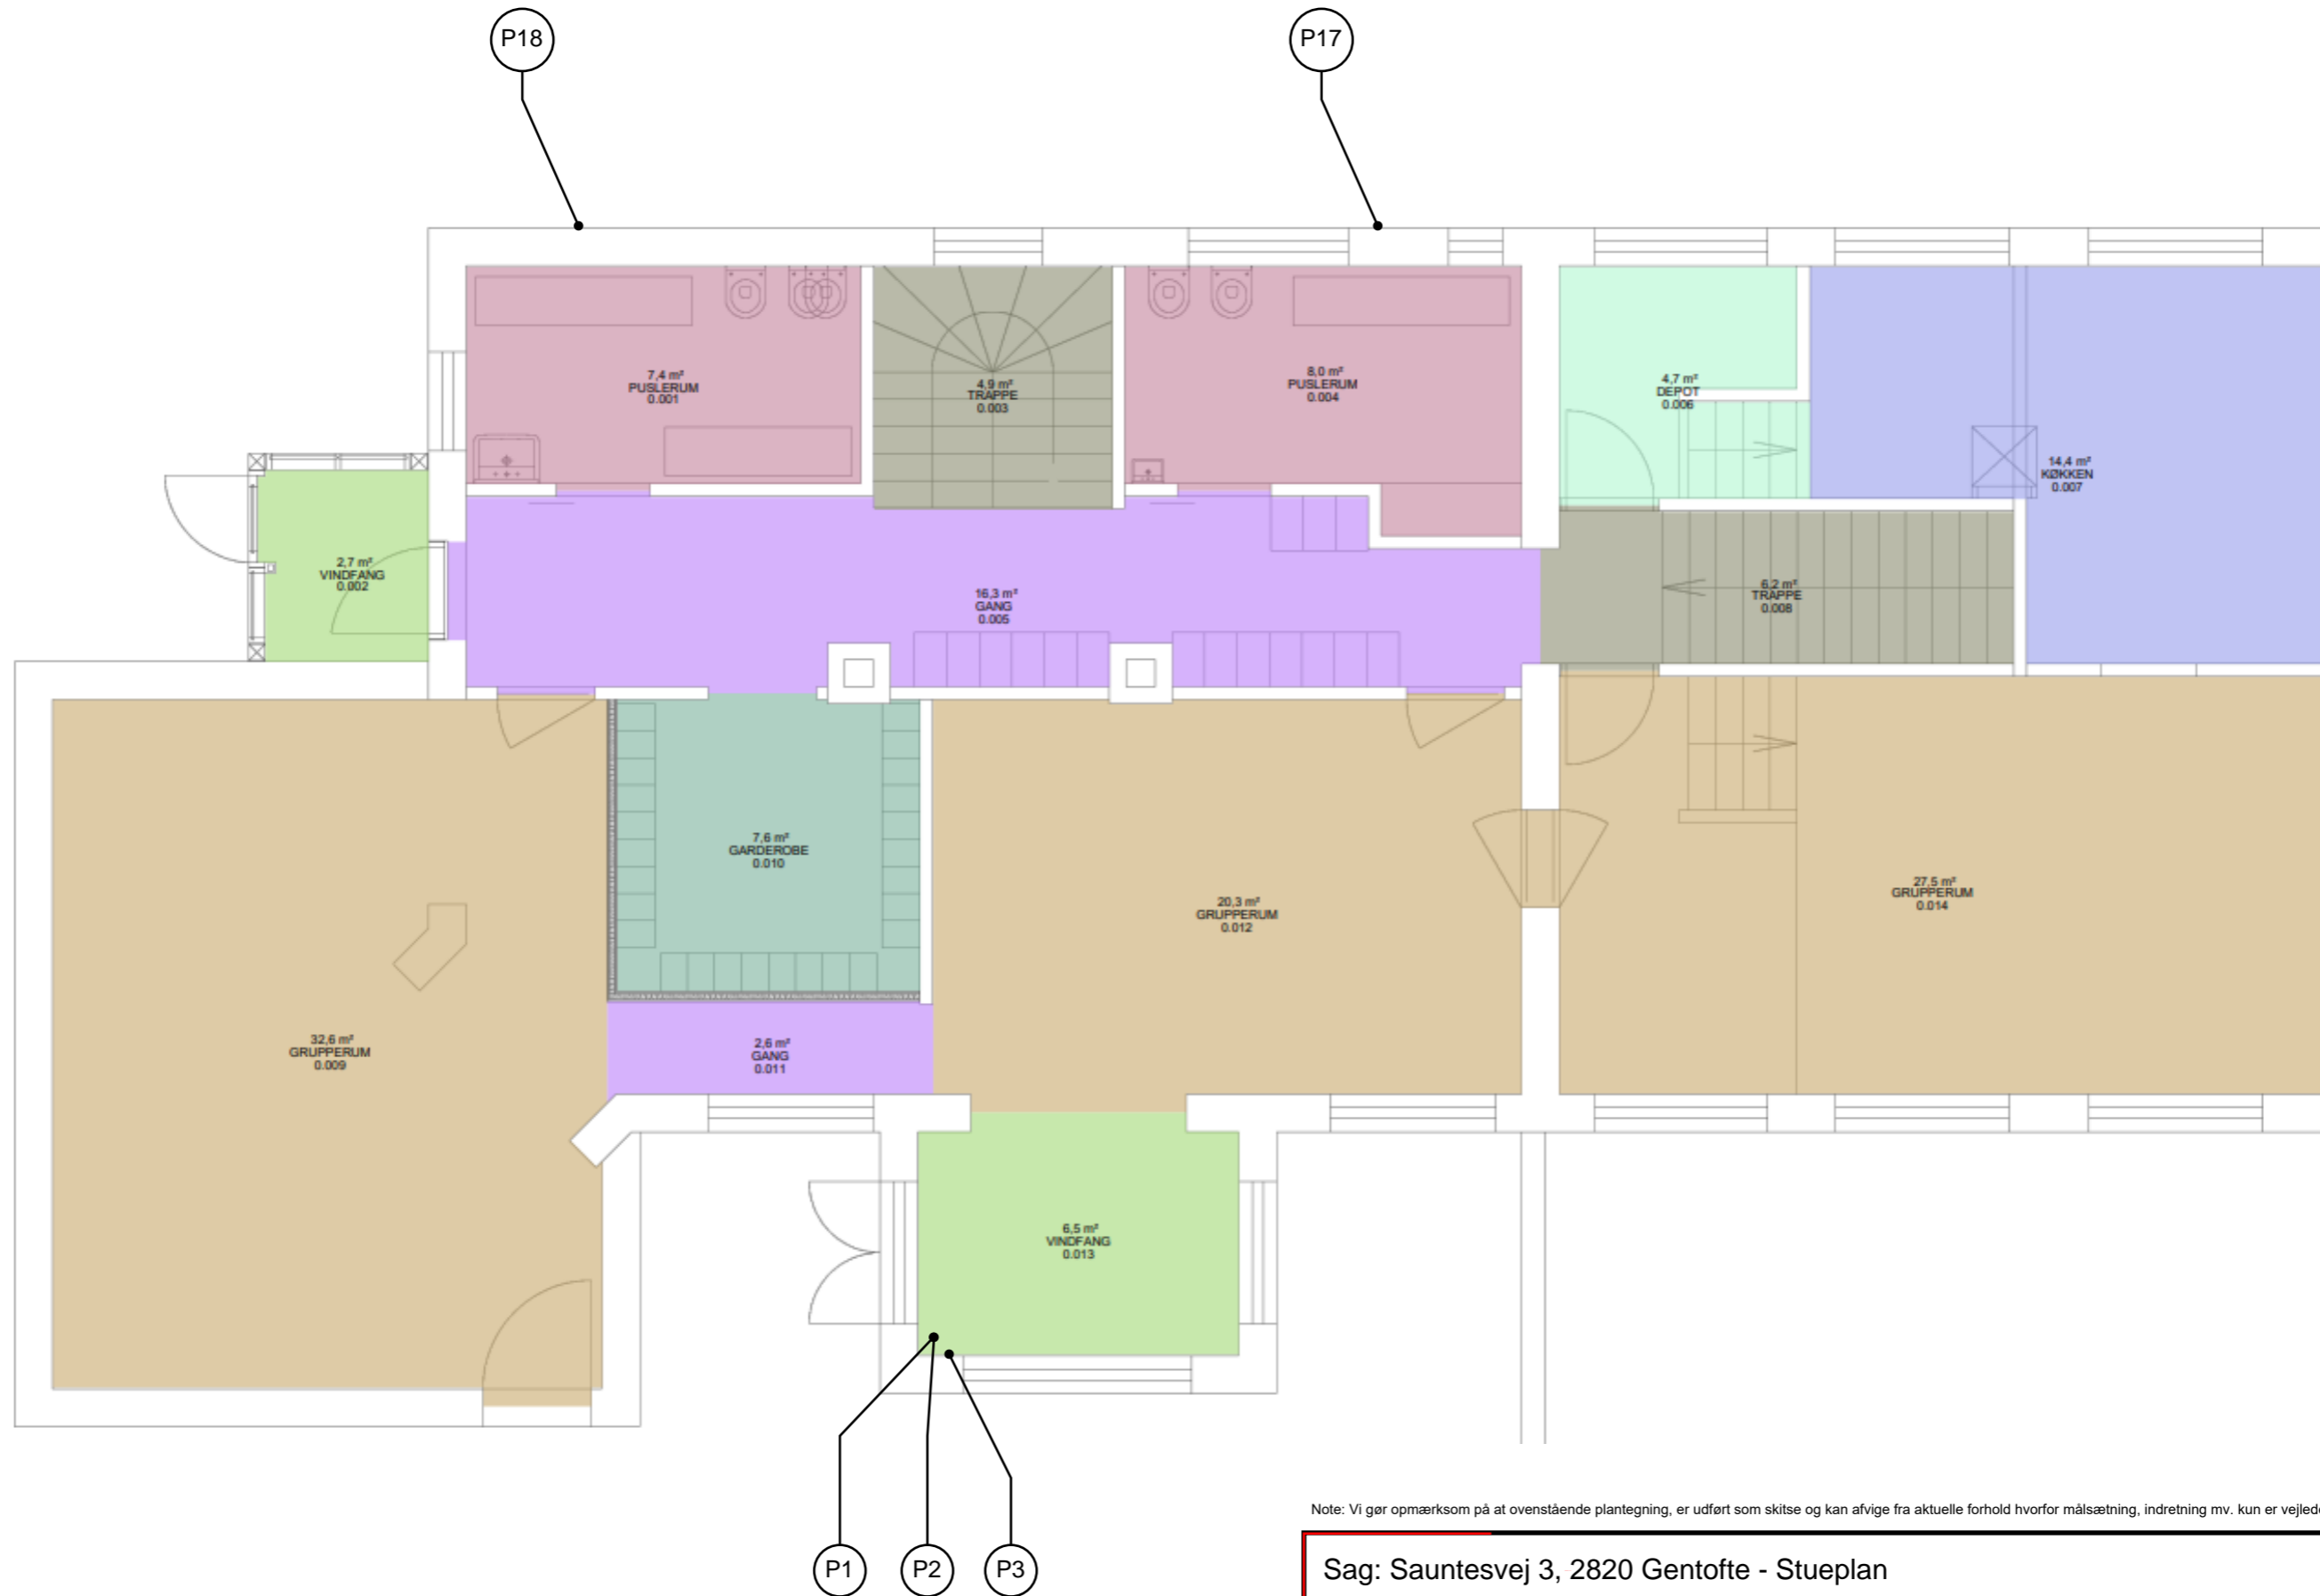 P18
P17
7,4 m²
PUSLERUM
0.001
4,9 m²
TRAPPE
0.003
8,0 m²
PUSLERUM
0.004
4,7 m²
DEPOT
0.006
14,4 m²
KØKKEN
0.007
2,7 m²
VINDFANG
0.002
16,3 m²
GANG
0.005
6,2 m²
TRAPPE
0.008
7,6 m²
GARDEROBE
0.010
20,3 m²
GRUPPERUM
0.012
27,5 m²
GRUPPERUM
0.014
32,6 m²
GRUPPERUM
0.009
2,6 m²
GANG
0.011
6,5 m²
VINDFANG
0.013
P1
P2
P3
Note: Vi gør opmærksom på at ovenstående plantegning, er udført som skitse og kan afvige fra aktuelle forhold hvorfor målsætning, indretning mv. kun er vejlede
Sag: Sauntesvej 3, 2820 Gentofte - Stueplan